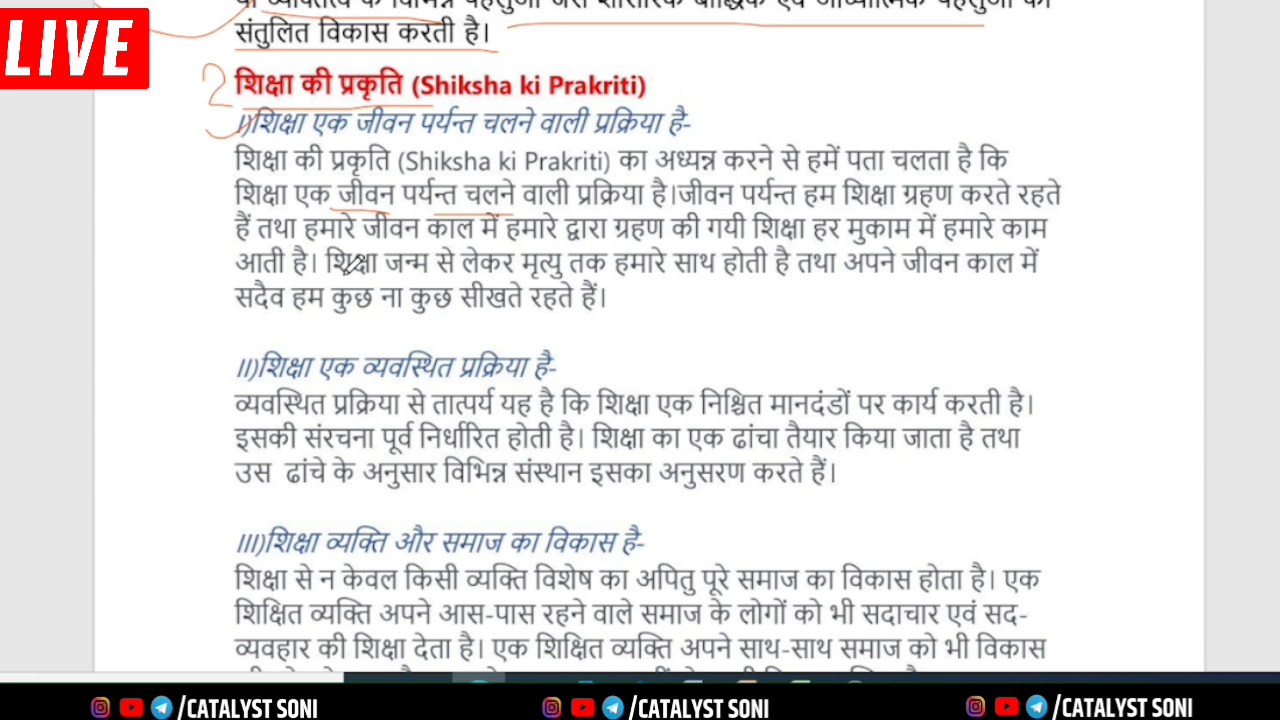 LIVE
संतुलित विकास करती है।
2 शिक्षा की प्रकृति (Shiksha ki Prakriti)
I)शिक्षा एक जीवन पर्यन्त चलने वाली प्रक्रिया है-
शिक्षा की प्रकृति (Shiksha ki Prakriti) का अध्यन्न करने से हमें पता चलता है कि
शिक्षा एक जीवन पर्यन्त चलने वाली प्रक्रिया है।जीवन पर्यन्त हम शिक्षा ग्रहण करते रहते
हैं तथा हमारे जीवन काल में हमारे द्वारा ग्रहण की गयी शिक्षा हर मुकाम में हमारे काम
आती है। शिक्षा जन्म से लेकर मृत्यु तक हमारे साथ होती है तथा अपने जीवन काल में
सदैव हम कुछ ना कुछ सीखते रहते हैं।
II)शिक्षा एक व्यवस्थित प्रक्रिया है-
व्यवस्थित प्रक्रिया से तात्पर्य यह है कि शिक्षा एक निश्चित मानदंडों पर कार्य करती है।
इसकी संरचना पूर्व निर्धारित होती है। शिक्षा का एक ढांचा तैयार किया जाता है तथा
उस ढांचे के अनुसार विभिन्न संस्थान इसका अनुसरण करते हैं।
III)शिक्षा व्यक्ति और समाज का विकास है-
शिक्षा से न केवल किसी व्यक्ति विशेष का अपितु पूरे समाज का विकास होता है। एक
शिक्षित व्यक्ति अपने आस-पास रहने वाले समाज के लोगों को भी सदाचार एवं सद-
व्यवहार की शिक्षा देता है। एक शिक्षित व्यक्ति अपने साथ-साथ समाज को भी विकास
/CATALYST SONI /CATALYST SONI /CATALYST SONI